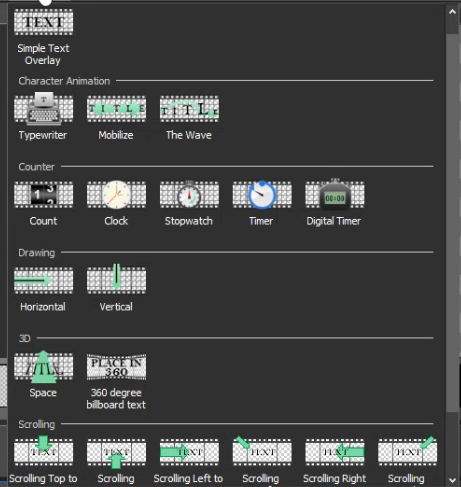 TEXT
Simple Text
Overlay
Character Animation
T
TITLE
TITLE
Typewriter
Mobilize
The Wave
Counter
00:00
Count
Clock
Stopwatch
Timer
Digital Timer
Drawing
Horizontal
Vertical
3D
PLACE IN
360
Space
360 degree
billboard text
Scrolling
TEXT
TEXT
TEXT
TEXT
TEXT
TEXT
Scrolling Top to
Scrolling
Scrolling Left to
Scrolling
Scrolling Right
Scrolling